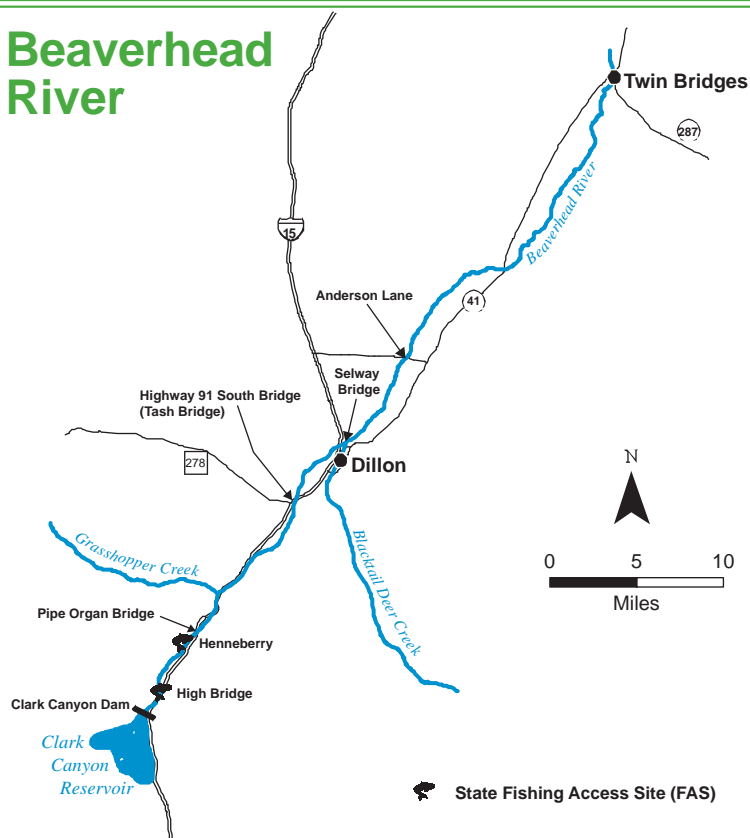 Beaverhead
River
Twin Bridges
287
Beaverhead River
15
41
Anderson Lane
Selway
Bridge
Highway 91 South Bridge
(Tash Bridge)
278
Dillon
N
0 5 10
Miles
Grasshopper Creek
Blacktail Deer Creek
Pipe Organ Bridge
Henneberry
High Bridge
Clark Canyon Dam
Clark
Canyon
Reservoir
State Fishing Access Site (FAS)